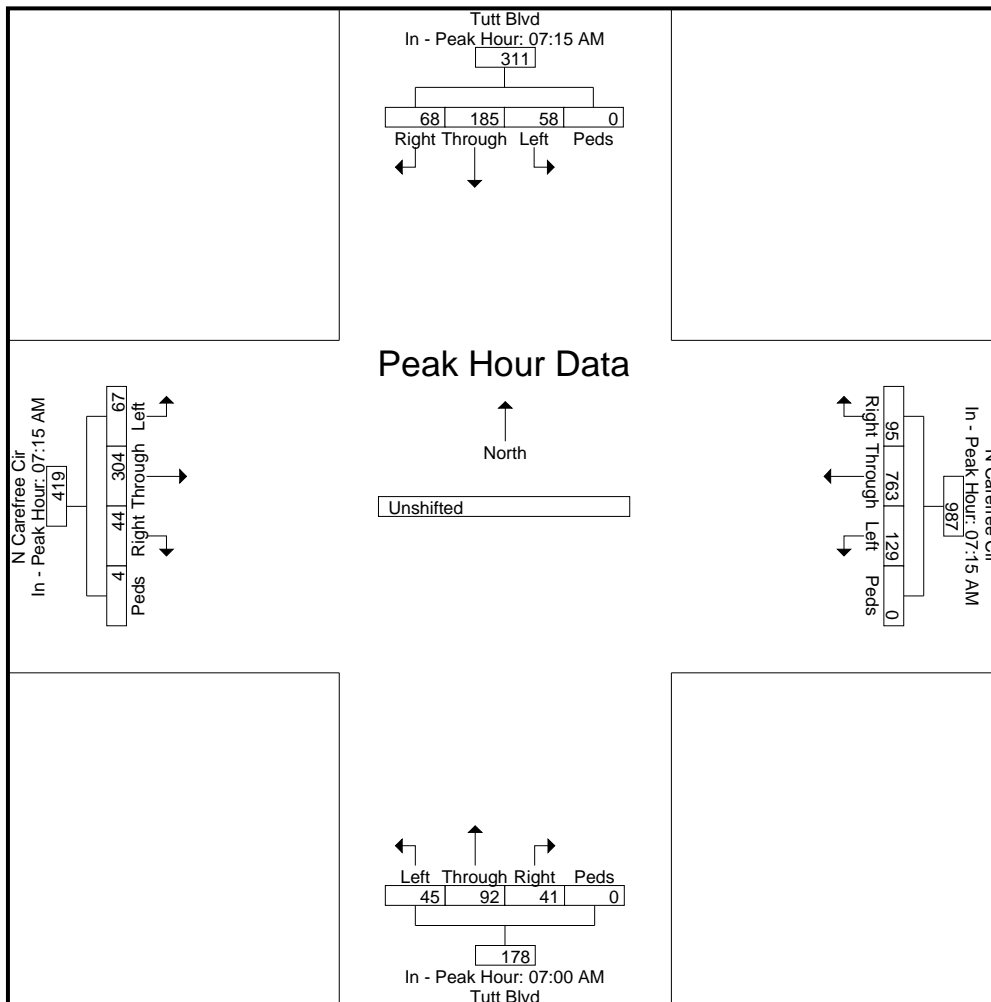 Tutt Blvd
In - Peak Hour: 07:15 AM
311
68 185 58 0
Right Through Left Peds
Peak Hour Data
North
Unshifted
N Carefree Cir
In - Peak Hour: 07:15 AM
419
67 304 44 4
Left Through Right Peds
N Carefree Cir
In - Peak Hour: 07:15 AM
987
95 763 129 0
Right Through Left Peds
Left Through Right Peds
45 92 41 0
178
In - Peak Hour: 07:00 AM
Tutt Blvd